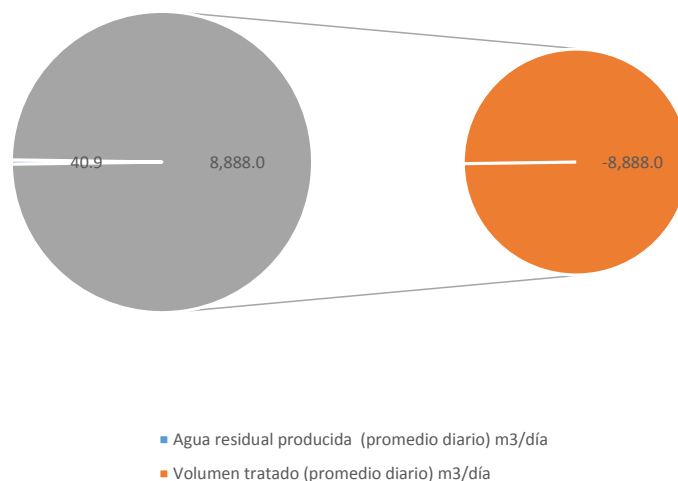 40.9
8,888.0
-8,888.0
Agua residual producida (promedio diario) m3/día
Volumen tratado (promedio diario) m3/día